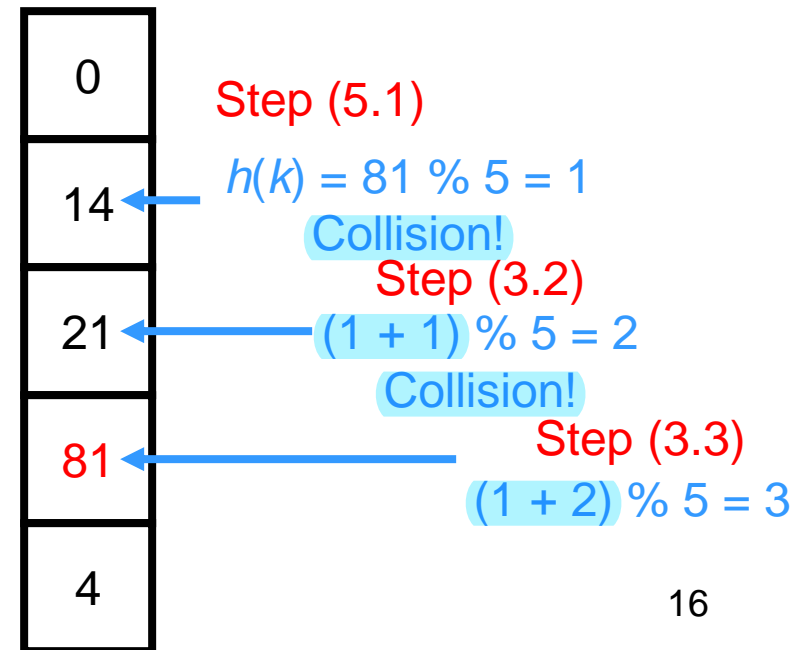 0
Step (5.1)
14
h(k) = 81 % 5 = 1
Collision!
Step (3.2)
21
(1 + 1) % 5 = 2
Collision!
Step (3.3)
81
(1 + 2) % 5 = 3
4
16